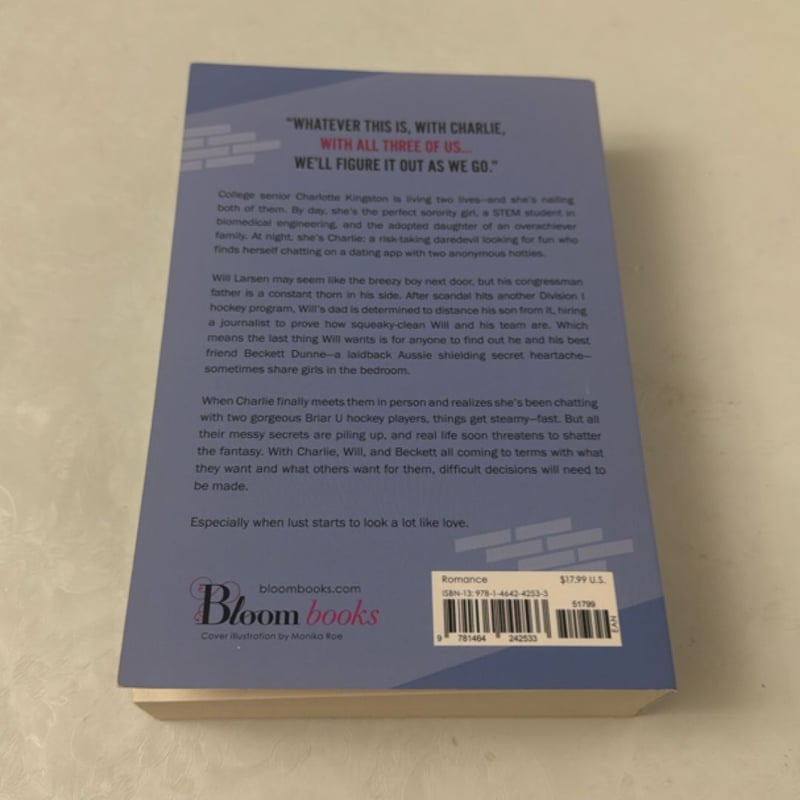 "WHATEVER THIS IS, WITH CHARLIE,
WITH ALL THREE OF US...
WE'LL FIGURE IT OUT AS WE GO."
College senior Charlotte Kingston is living two lives—and she's nailing
both of them. By day, she's the perfect sorority girl, a STEM student in
biomedical engineering, and the adopted daughter of an overachiever
family. At night, she's Charlie: a risk-taking daredevil looking for fun who
finds herself chatting on a dating app with two anonymous hotties.
Will Larsen may seem like the breezy boy next door, but his congressman
father is a constant thorn in his side. After scandal hits another Division I
hockey program, Will's dad is determined to distance his son from it, hiring
a journalist to prove how squeaky-clean Will and his team are. Which
means the last thing Will wants is for anyone to find out he and his best
friend Beckett Dunne—a laidback Aussie shielding secret heartache—
sometimes share girls in the bedroom.
When Charlie finally meets them in person and realizes she's been chatting
with two gorgeous Briar U hockey players, things get steamy—fast. But all
their messy secrets are piling up, and real life soon threatens to shatter
the fantasy. With Charlie, Will, and Beckett all coming to terms with what
they want and what others want for them, difficult decisions will need to
be made.
Especially when lust starts to look a lot like love.
bloombooks.com
Bloom books
Cover illustration by Monika Roe
Romance $17.99 U.S.
ISBN-13: 978-1-4642-4253-3
51799
9 781464 242533
EAN